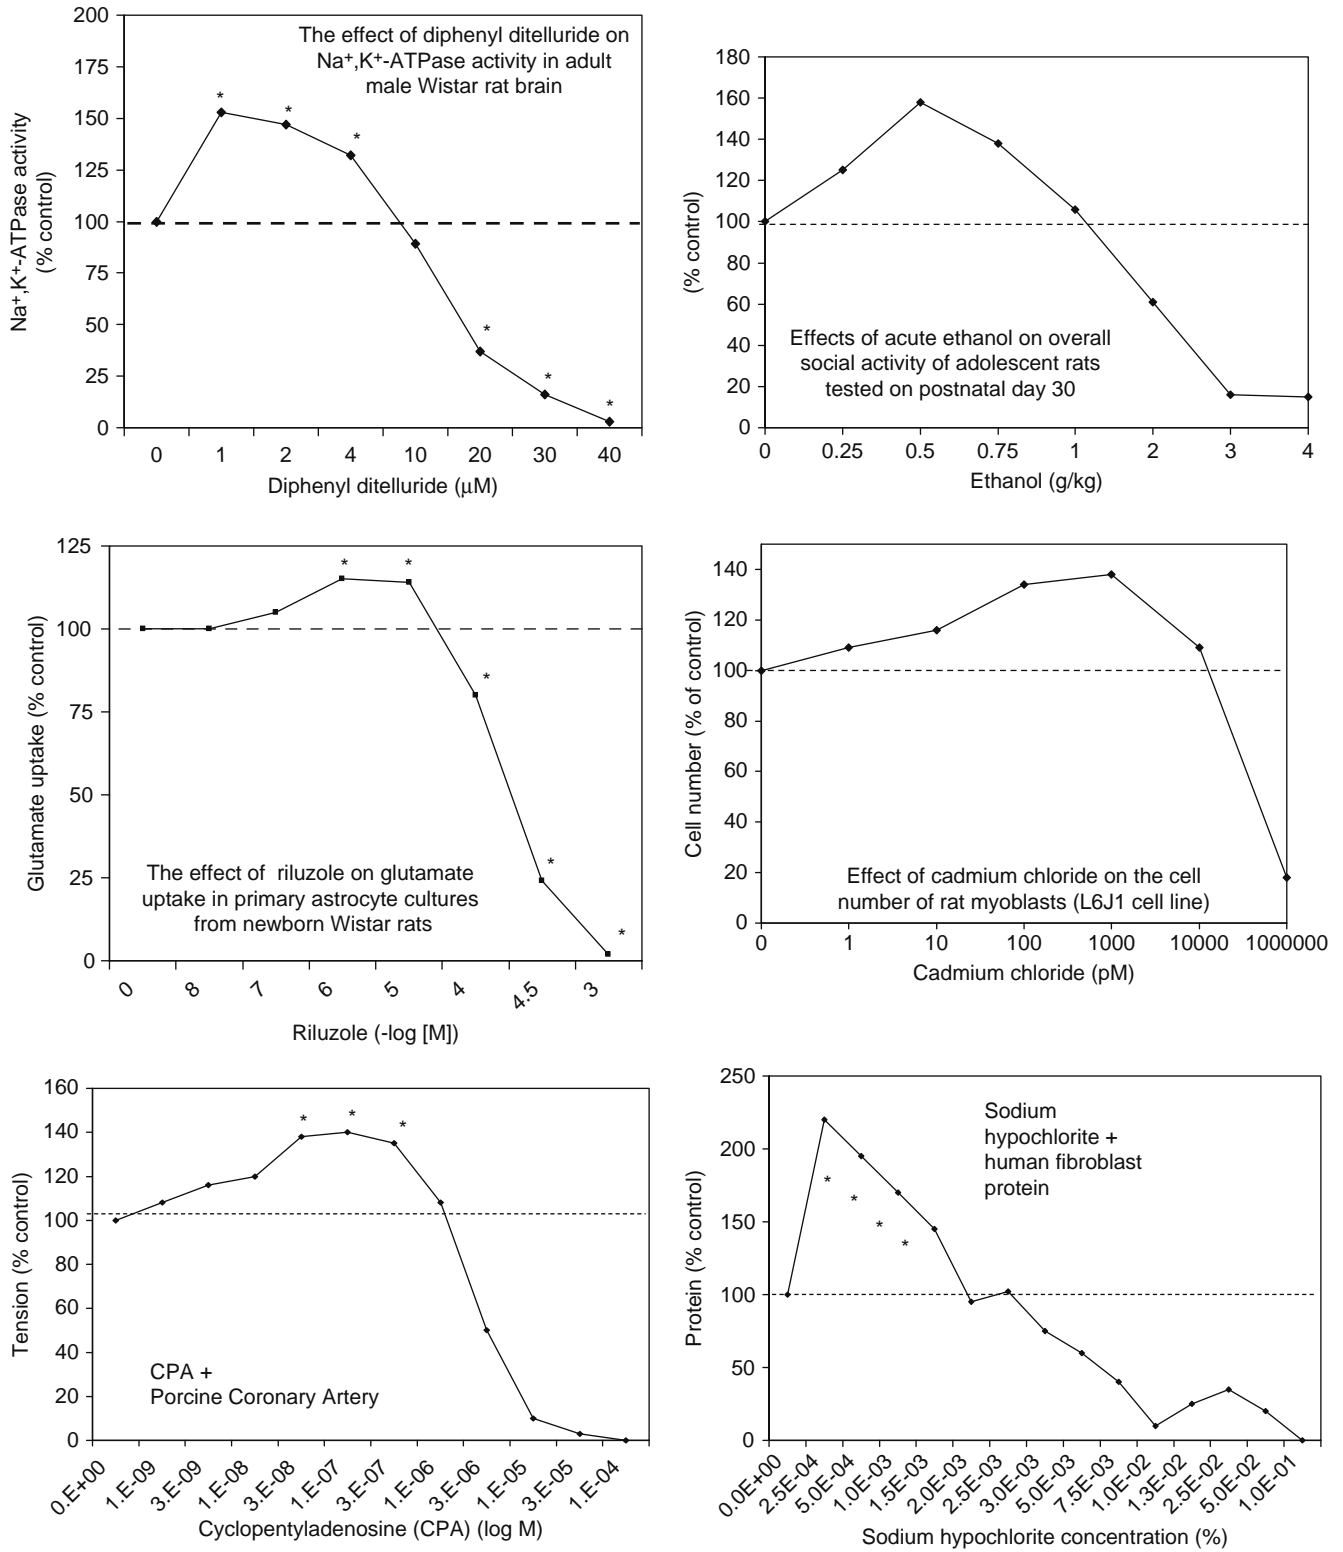 200
175
150
125
100
75
50
25
0
Na+,K+-ATPase activity
(% control)
The effect of diphenyl ditelluride on
Na+,K+-ATPase activity in adult
male Wistar rat brain
*
*
*
*
*
*
0 1 2 4 10 20 30 40
Diphenyl ditelluride (μM)
180
160
140
120
100
80
60
40
20
0
(% control)
Effects of acute ethanol on overall
social activity of adolescent rats
tested on postnatal day 30
0 0.25 0.5 0.75 1 2 3 4
Ethanol (g/kg)
125
100
75
50
25
0
Glutamate uptake (% control)
*
*
*
*
*
The effect of riluzole on glutamate
uptake in primary astrocyte cultures
from newborn Wistar rats
0 8 7 6 5 4 4.5 3
Riluzole (-log [M])
140
120
100
80
60
40
20
0
Cell number (% of control)
Effect of cadmium chloride on the cell
number of rat myoblasts (L6J1 cell line)
0 1 10 100 1000 10000 1000000
Cadmium chloride (pM)
160
140
120
100
80
60
40
20
0
Tension (% control)
* * *
CPA +
Porcine Coronary Artery
0.E+00 1.E-09 3.E-09 1.E-08 3.E-08 1.E-07 3.E-07 1.E-06 3.E-06 1.E-05 3.E-05 1.E-04
Cyclopentyladenosine (CPA) (log M)
250
200
150
100
50
0
Protein (% control)
Sodium
hypochlorite +
human fibroblast
protein
*
*
*
*
0.0E+00 2.5E-04 5.0E-04 1.0E-03 1.5E-03 2.0E-03 2.5E-03 3.0E-03 5.0E-03 7.5E-03 1.0E-02 1.3E-02 2.5E-02 5.0E-02 1.0E-01
Sodium hypochlorite concentration (%)